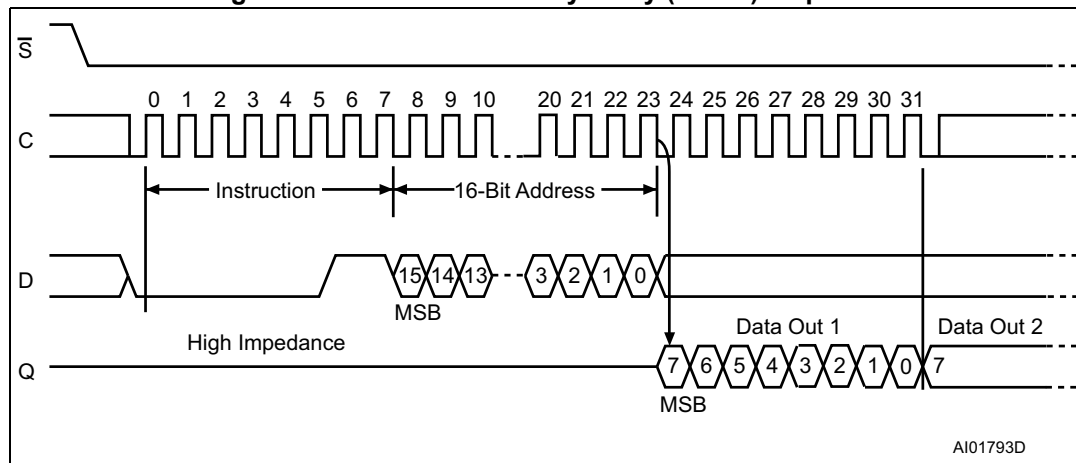 S
0 1 2 3 4 5 6 7 8 9 10 20 21 22 23 24 25 26 27 28 29 30 31
C
Instruction 16-Bit Address
D
15 14 13 3 2 1 0
MSB
High Impedance
Data Out 1 Data Out 2
Q
7 6 5 4 3 2 1 0 7
MSB
AI01793D